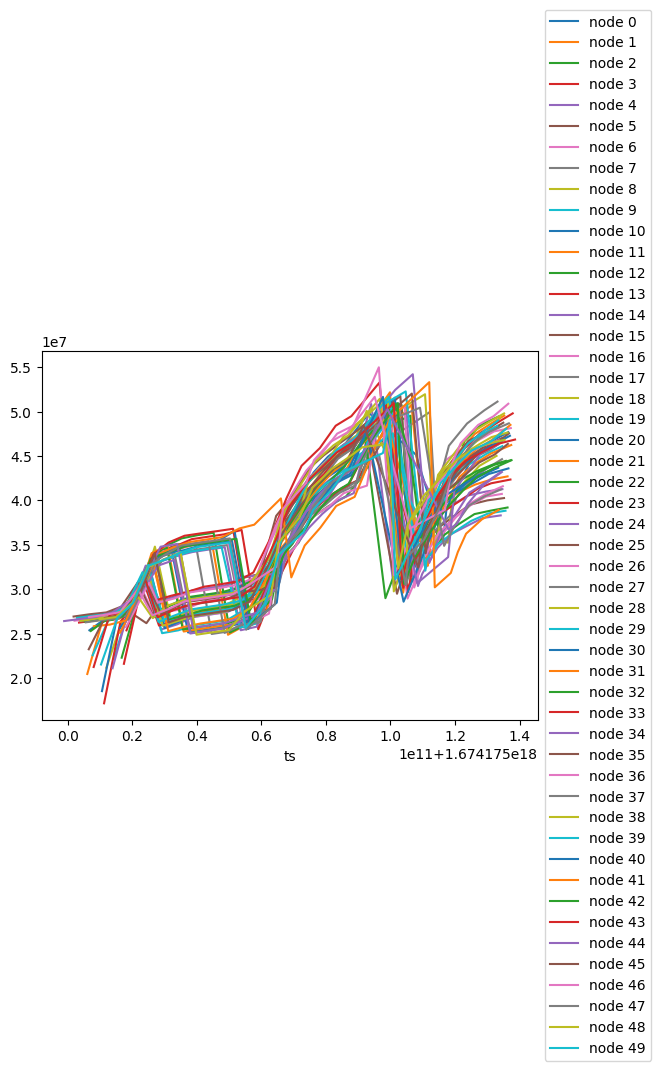 1e7
5.5
5.0
4.5
4.0
3.5
3.0
2.5
2.0
0.0 0.2 0.4 0.6 0.8 1.0 1.2 1.4
ts
1e11+1.674175e18
node 0
node 1
node 2
node 3
node 4
node 5
node 6
node 7
node 8
node 9
node 10
node 11
node 12
node 13
node 14
node 15
node 16
node 17
node 18
node 19
node 20
node 21
node 22
node 23
node 24
node 25
node 26
node 27
node 28
node 29
node 30
node 31
node 32
node 33
node 34
node 35
node 36
node 37
node 38
node 39
node 40
node 41
node 42
node 43
node 44
node 45
node 46
node 47
node 48
node 49